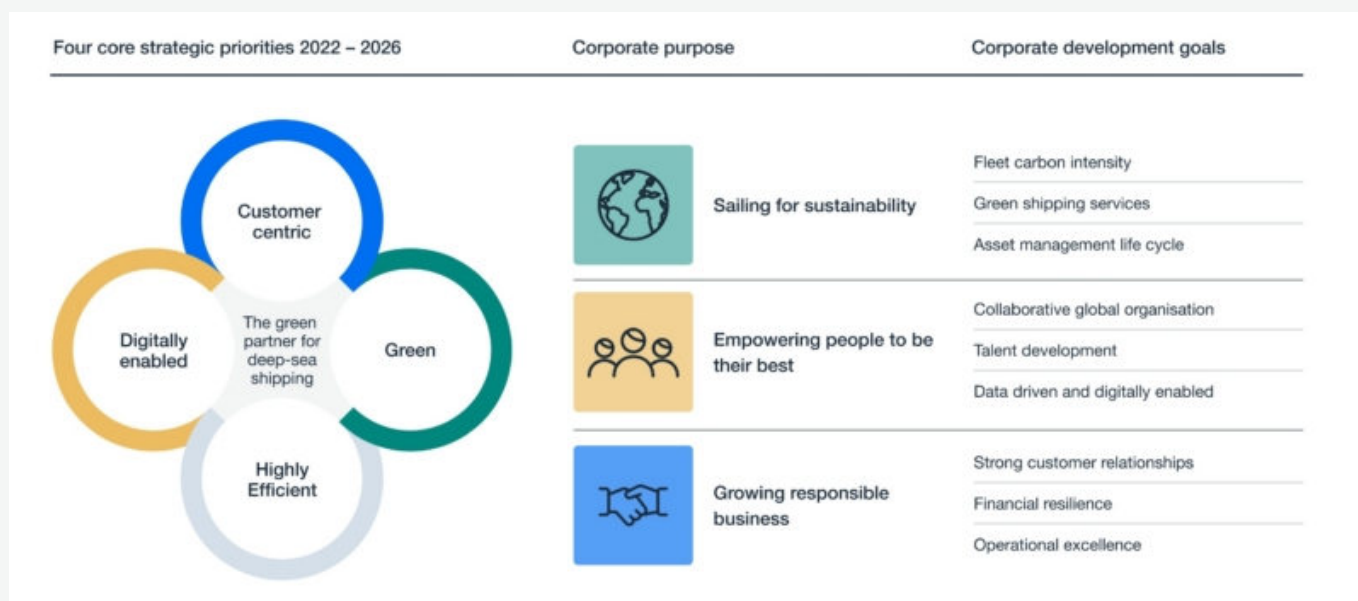 Four core strategic priorities 2022 – 2026
Corporate purpose
Corporate development goals
Customer
centric
Digitally
enabled
The green
partner for
deep-sea
shipping
Green
Highly
Efficient
Sailing for sustainability
Fleet carbon intensity
Green shipping services
Asset management life cycle
Empowering people to be
their best
Collaborative global organisation
Talent development
Data driven and digitally enabled
Growing responsible
business
Strong customer relationships
Financial resilience
Operational excellence